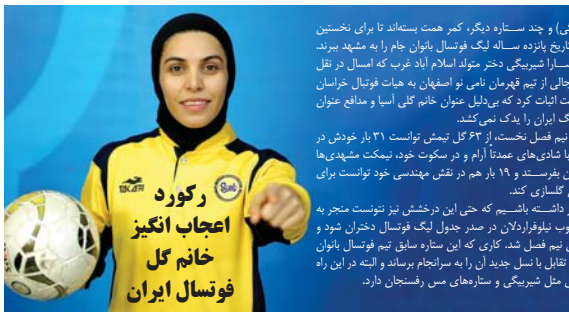 ی) و چند ستاره دیگر، کمر همت بسته‌اند تا برای نخستین
تاریخ پانزده ساله لیگ فوتسال بانوان جام را به مشهد ببرند.
سارا شیربیگی دختر متولد اسلام آباد غرب که امسال در نقل
جالی از تیم قهرمان نامی نو اصفهان به هیات فوتبال خراسان
ت اثبات کرد که بی‌دلیل عنوان خانم گلی آسیا و مدافع عنوان
گ ایران را یدک نمی‌کشد.
نیم فصل نخست، از ۶۳ گل تیمش توانست ۳۱ بار خودش در
با شادی‌های عمدتا آرام و در سکوت خود، نیمکت مشهدی‌ها
ن بفرستد و ۱۹ بار هم در نقش مهندسی خود توانست برای
گلسازی کند.
داشته باشیم که حتی این درخشش نیز نتونست منجر به
وب نیلوفراردلان در صدر جدول لیگ فوتسال دختران شود و
ی نیم فصل شد. کاری که این ستاره سابق تیم فوتسال بانوان
تقابل با نسل جدید آن را به سرانجام برساند و البته در این راه
ی مثل شیربیگی و ستاره‌های مس رفسنجان دارد.
رکورد
اعجاب انگیز
خانم گل
فوتسال ایران